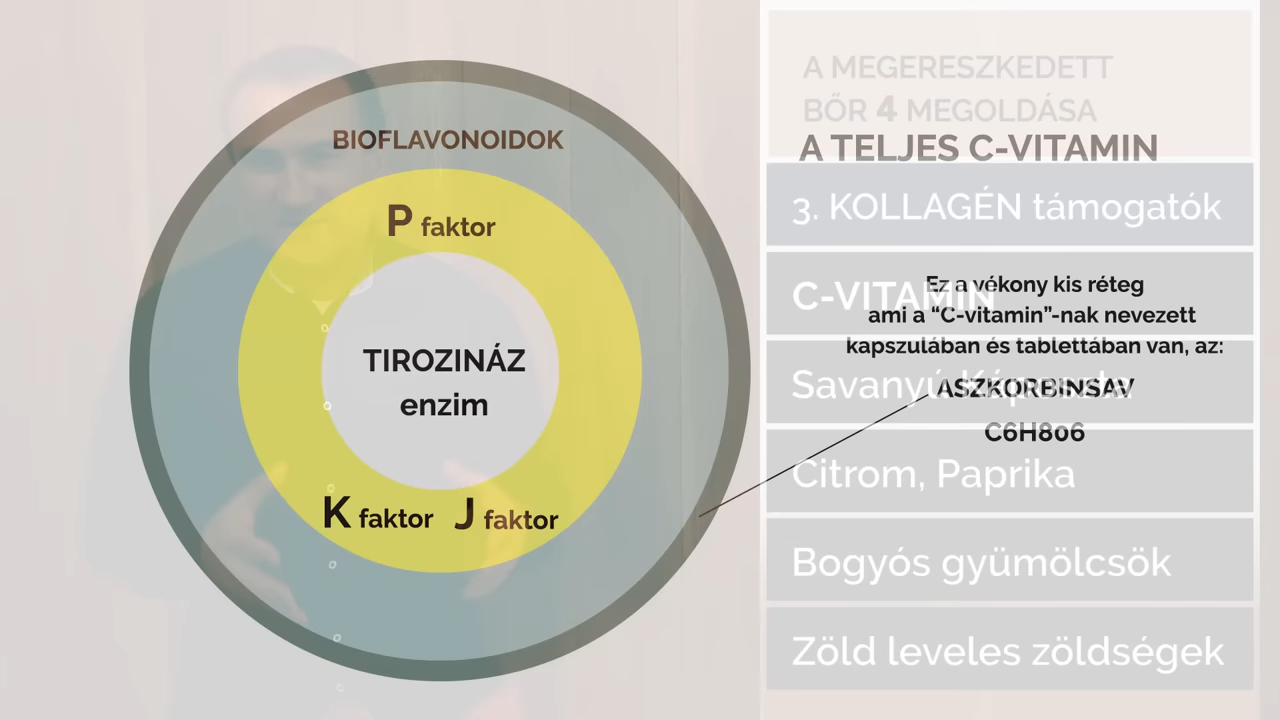 BIOFLAVONOIDOK
P faktor
TIROZINÁZ
enzim
K faktor J faktor
A MEGERESZKEDETT
BŐR 4 MEGOLDÁSA
A TELJES C-VITAMIN
3. KOLLAGÉN támogatók
C-VITAMIN
Ez a vékony kis réteg
ami a “C-vitamin”-nak nevezett
kapszulában és tablettában van, az:
Savanyú Káposzta
ASZKORBINSAV
C6H8O6
Citrom, Paprika
Bogyós gyümölcsök
Zöld leveles zöldségek